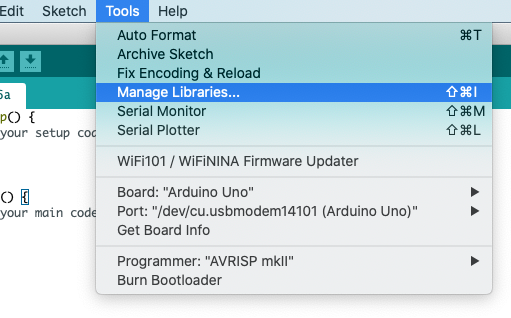 Edit Sketch Tools Help
Auto Format ⌘T
Archive Sketch
Fix Encoding & Reload
Manage Libraries... ⇧⌘I
Serial Monitor ⇧⌘M
Serial Plotter ⇧⌘L
WiFi101 / WiFiNINA Firmware Updater
Board: "Arduino Uno"
Port: "/dev/cu.usbmodem14101 (Arduino Uno)"
Get Board Info
Programmer: "AVRISP mkII"
Burn Bootloader
5a
p() {
your setup cod
() {
your main code